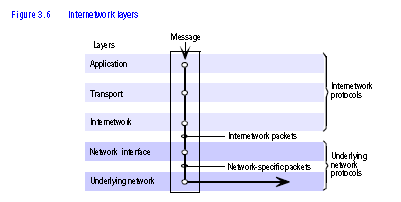 Figure 3.6 Internetwork layers
Message
Layers
Application
Internetwork
protocols
Transport
Internetwork
Internetwork packets
Network interface
Underlying
network
protocols
Network-specific packets
Underlying network